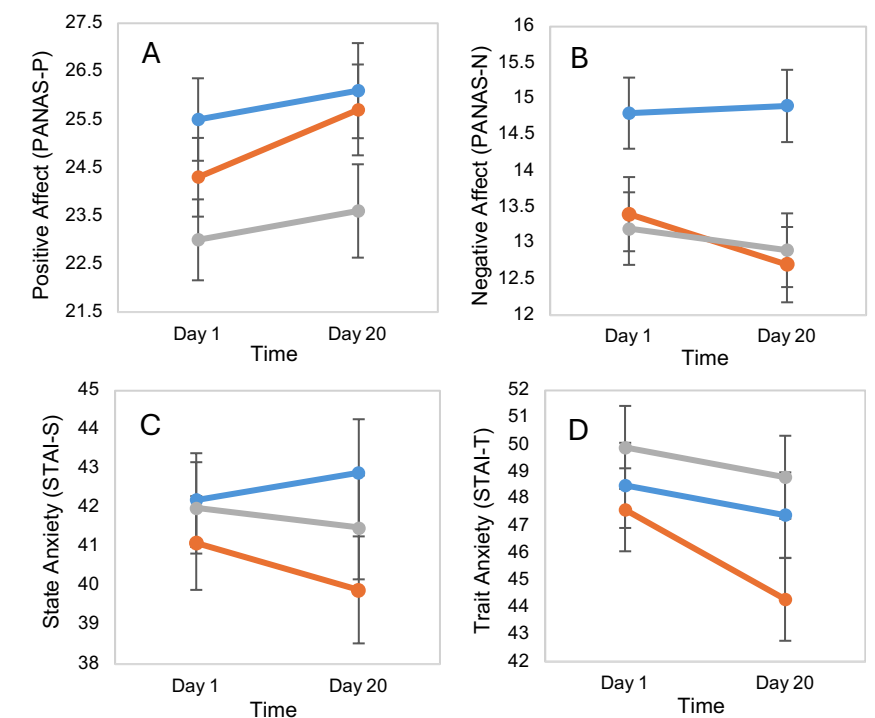 A
Positive Affect (PANAS-P)
27.5
26.5
25.5
24.5
23.5
22.5
21.5
Day 1 Day 20
Time
B
Negative Affect (PANAS-N)
16
15.5
15
14.5
14
13.5
13
12.5
12
Day 1 Day 20
Time
C
State Anxiety (STAI-S)
45
44
43
42
41
40
39
38
Day 1 Day 20
Time
D
Trait Anxiety (STAI-T)
52
51
50
49
48
47
46
45
44
43
42
Day 1 Day 20
Time